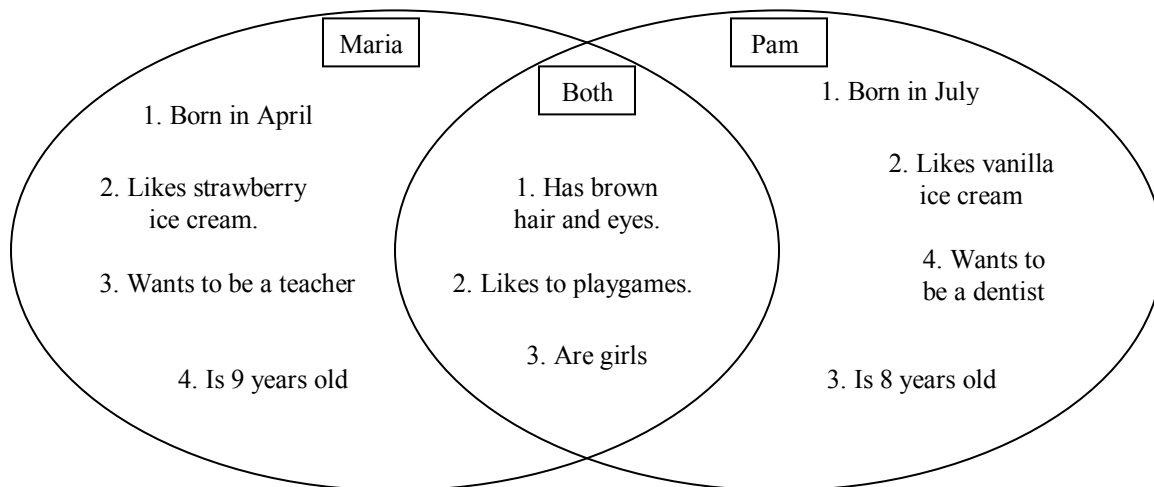 Maria
1. Born in April
2. Likes strawberry
ice cream.
3. Wants to be a teacher
4. Is 9 years old
Both
1. Has brown
hair and eyes.
2. Likes to playgames.
3. Are girls
Pam
1. Born in July
2. Likes vanilla
ice cream
4. Wants to
be a dentist
3. Is 8 years old